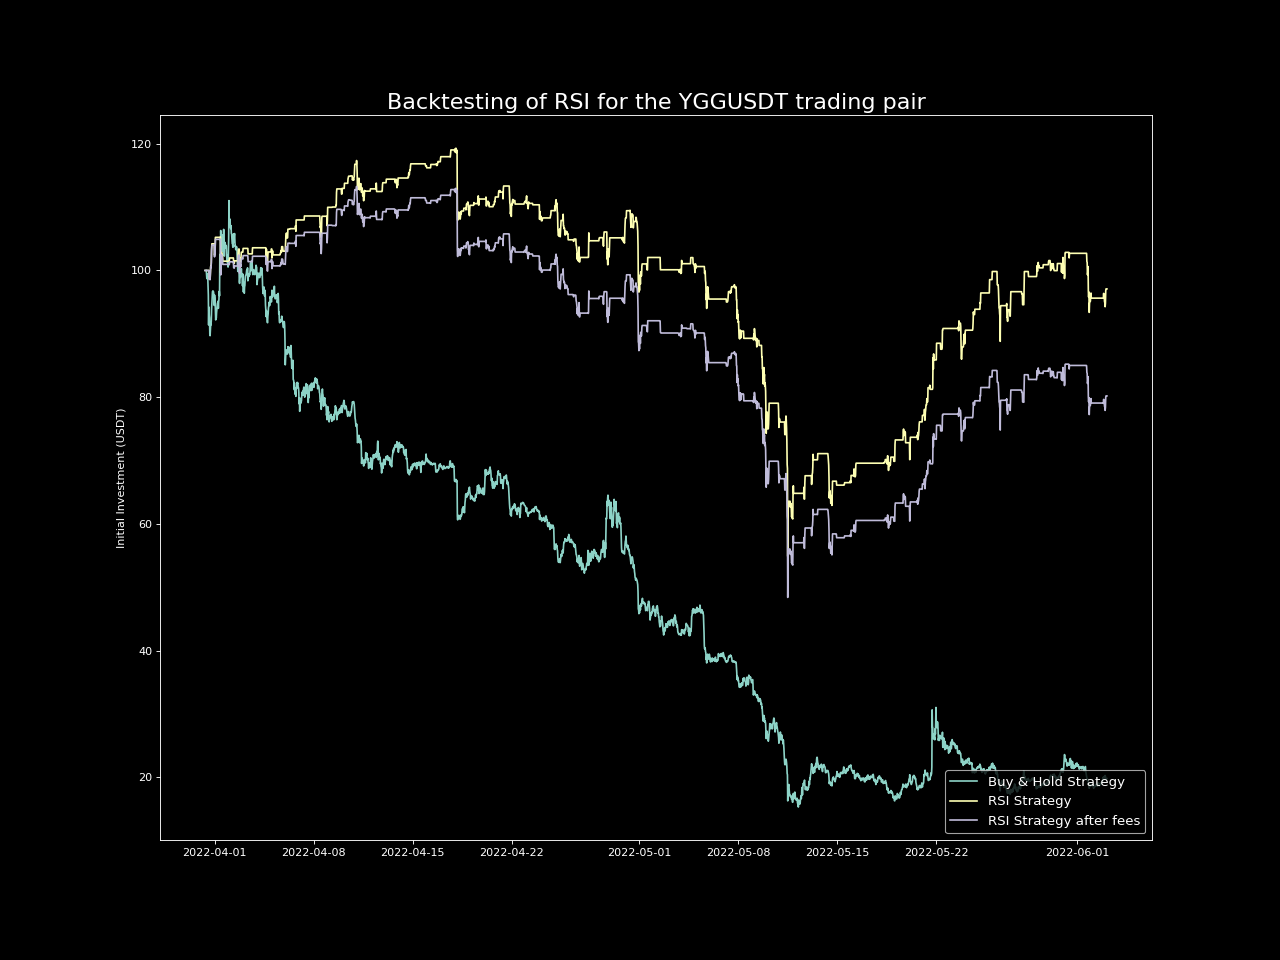 Backtesting of RSI for the YGGUSDT trading pair
Initial Investment (USDT)
120
100
80
60
40
20
2022-04-01 2022-04-08 2022-04-15 2022-04-22 2022-05-01 2022-05-08 2022-05-15 2022-05-22 2022-06-01
Buy & Hold Strategy
RSI Strategy
RSI Strategy after fees